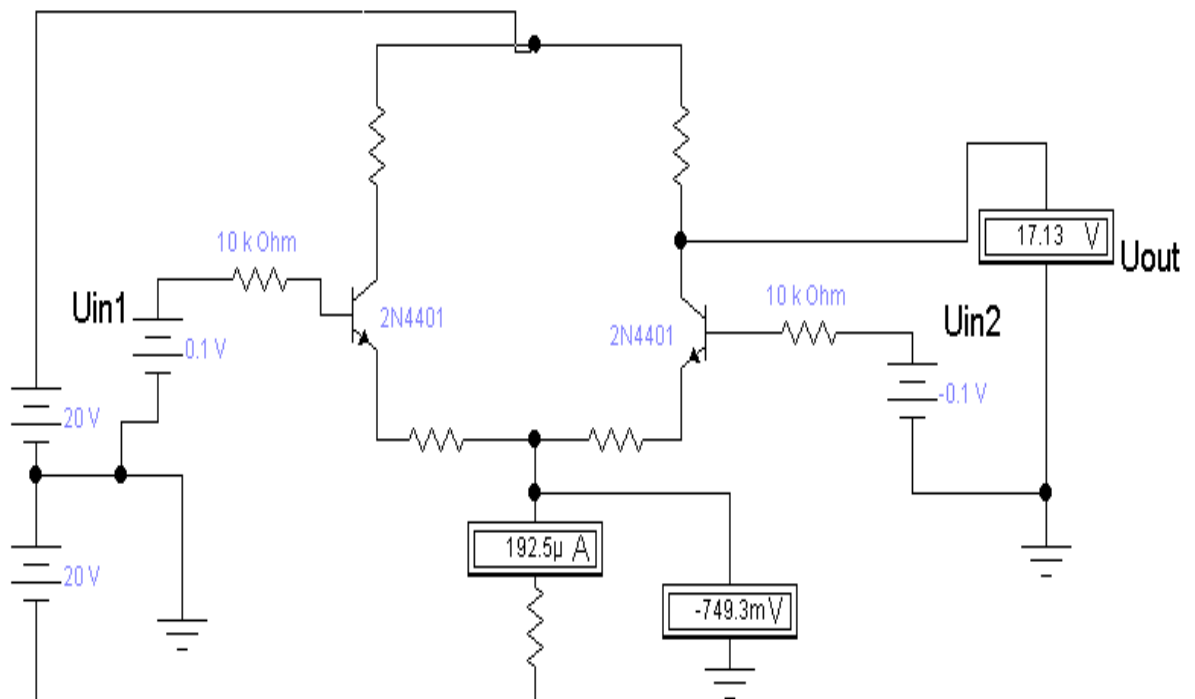 17.13 V
Uout
10 k Ohm
Uin1
0.1 V
2N4401
2N4401
10 k Ohm
Uin2
-0.1 V
20 V
192.5µ A
20 V
-749.3m V